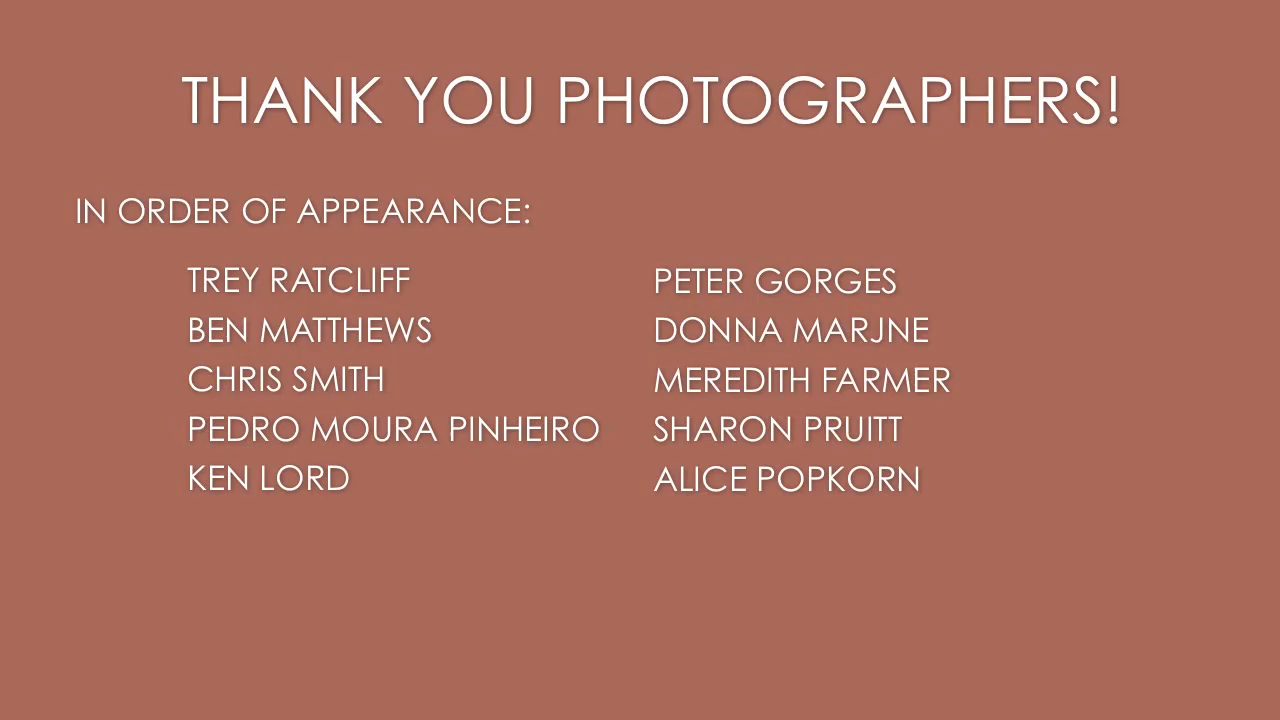 THANK YOU PHOTOGRAPHERS!
IN ORDER OF APPEARANCE:
TREY RATCLIFF
BEN MATTHEWS
CHRIS SMITH
PEDRO MOURA PINHEIRO
KEN LORD
PETER GORGES
DONNA MARJNE
MEREDITH FARMER
SHARON PRUITT
ALICE POPKORN